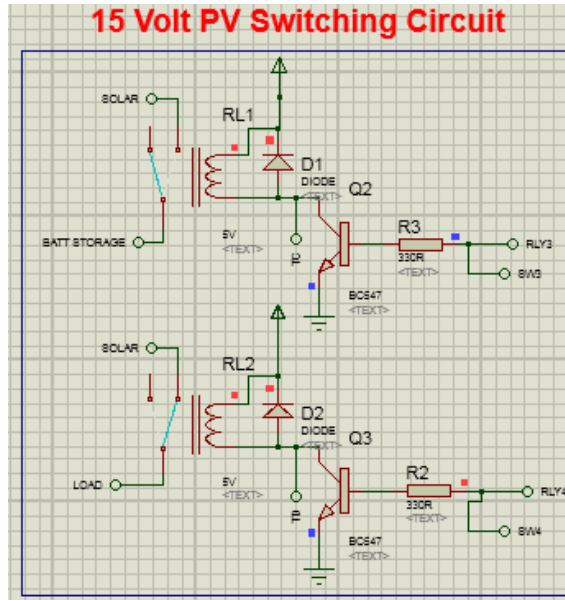 15 Volt PV Switching Circuit
SOLAR
RL1
D1
DIODE
<TEXT>
Q2
R3
BATT STORAGE
5V
<TEXT>
330R
<TEXT>
RLY3
SW3
BC547
<TEXT>
SOLAR
RL2
D2
DIODE
<TEXT>
Q3
R2
LOAD
5V
<TEXT>
330R
<TEXT>
RLY4
SW4
BC547
<TEXT>